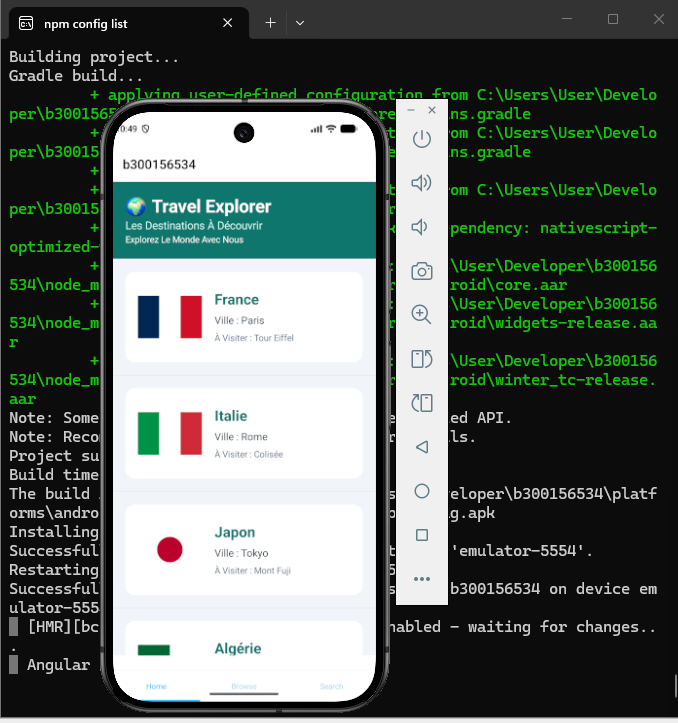 npm config list
Building project...
Gradle build...
+ applying user-defined configuration from C:\Users\User\Develo
per\b300156
ns.gradle
+
om C:\Users\User\Develo
per\b30015
ns.gradle
+
+
om C:\Users\User\Develo
per\b30015
+
pendency: nativescript-
optimized-
+
\User\Developer\b300156
534\node_m
roid\core.aar
+
\User\Developer\b300156
534\node_m
roid\widgets-release.aa
r
+
\User\Developer\b300156
534\node_m
roid\winter_tc-release.
aar
Note: Some
ed API.
Note: Reco
ls.
Project su
Build time
The build
eveloper\b300156534\platf
orms\andro
g.apk
Installing
Successful
'emulator-5554'.
Restarting
Successful
b300156534 on device em
ulator-555
[HMR][bc
nabled - waiting for changes..
.
Angular
0:49
b300156534
Travel Explorer
Les Destinations À Découvrir
Explorez Le Monde Avec Nous
France
Ville : Paris
À Visiter : Tour Eiffel
Italie
Ville : Rome
À Visiter : Colisée
Japon
Ville : Tokyo
À Visiter : Mont Fuji
Algérie
Home
Browse
Search